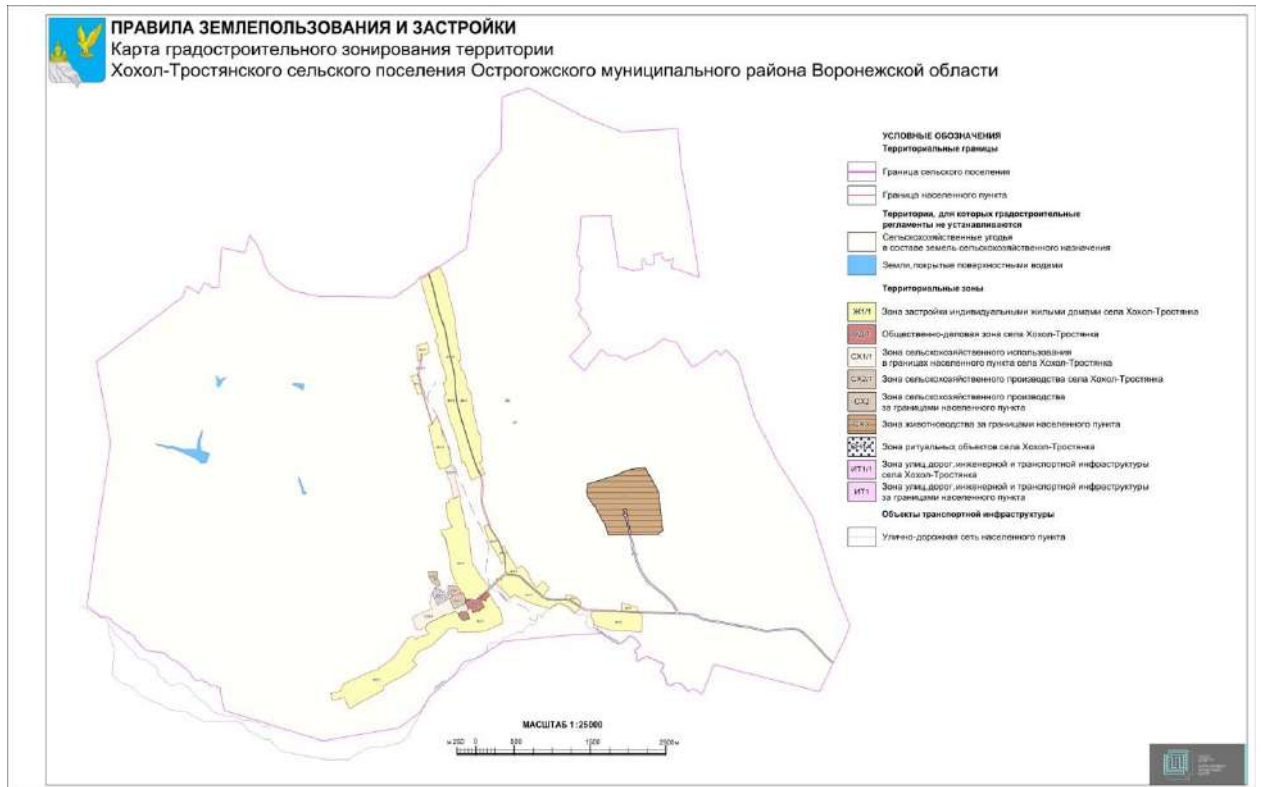 ПРАВИЛА ЗЕМЛЕПОЛЬЗОВАНИЯ И ЗАСТРОЙКИ
Карта градостроительного зонирования территории
Хохол-Тростянского сельского поселения Острогожского муниципального района Воронежской области
УСЛОВНЫЕ ОБОЗНАЧЕНИЯ
Территориальные границы
Граница сельского поселения
Граница населенного пункта
Территории, для которых градостроительные
регламенты не устанавливаются
Сельскохозяйственные угодья
в составе земель сельскохозяйственного назначения
Земли, покрытые поверхностными водами
Территориальные зоны
Ж1/1 Зона застройки индивидуальными жилыми домами села Хохол-Тростянка
Общественно-деловая зона села Хохол-Тростянка
СХ1/1 Зона сельскохозяйственного использования
в границах населенного пункта села Хохол-Тростянка
СХ2/1 Зона сельскохозяйственного производства села Хохол-Тростянка
СХ2 Зона сельскохозяйственного производства
за границами населенного пункта
Зона животноводства за границами населенного пункта
Зона ритуальных объектов села Хохол-Тростянка
ИТ1/1 Зона улиц, дорог, инженерной и транспортной инфраструктуры
села Хохол-Тростянка
ИТ1 Зона улиц, дорог, инженерной и транспортной инфраструктуры
за границами населенного пункта
Объекты транспортной инфраструктуры
Улично-дорожная сеть населенного пункта
МАСШТАБ 1:25000
м 250 0 500 1500 2500 м